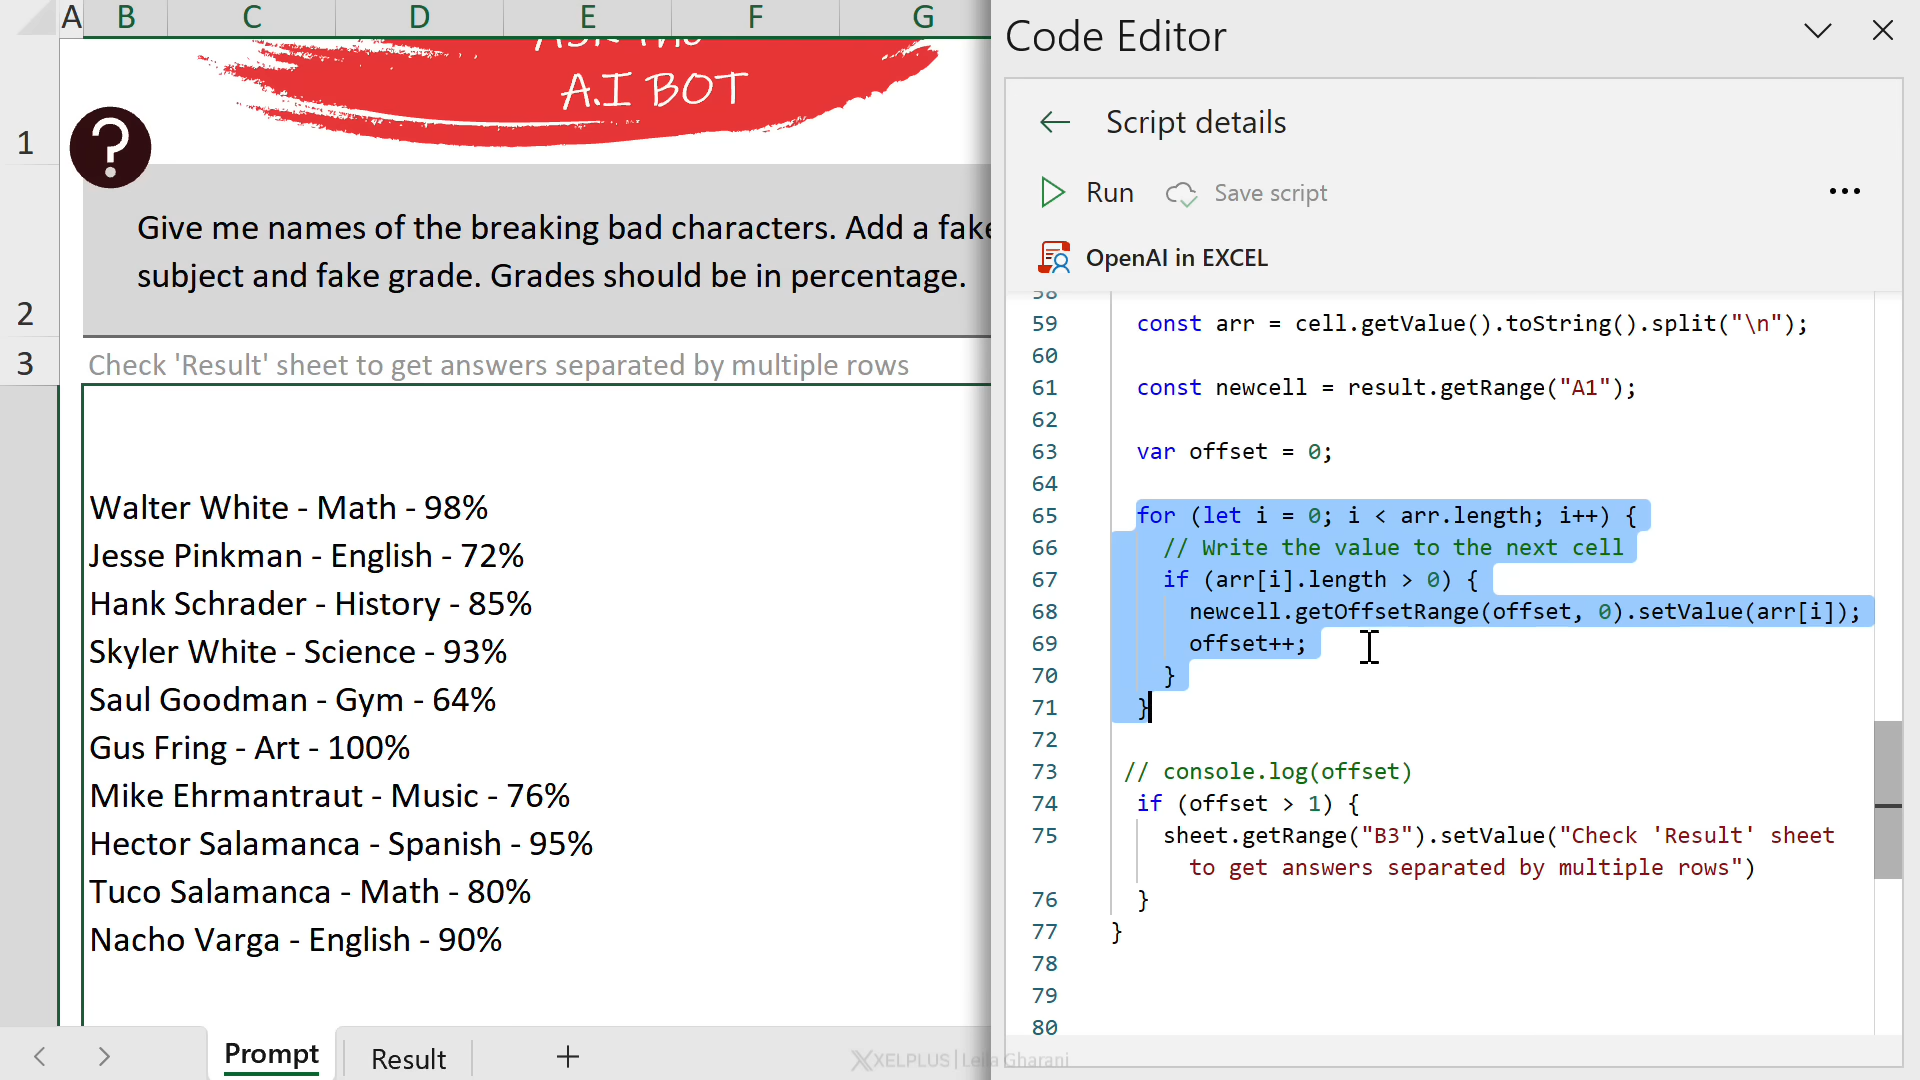 A B C D E F G
ASK THE
A.I BOT
?
1
Give me names of the breaking bad characters. Add a fake
subject and fake grade. Grades should be in percentage.
2
3
Check 'Result' sheet to get answers separated by multiple rows
Walter White - Math - 98%
Jesse Pinkman - English - 72%
Hank Schrader - History - 85%
Skyler White - Science - 93%
Saul Goodman - Gym - 64%
Gus Fring - Art - 100%
Mike Ehrmantraut - Music - 76%
Hector Salamanca - Spanish - 95%
Tuco Salamanca - Math - 80%
Nacho Varga - English - 90%
Prompt
Result
XELPLUS | Leila Gharani
Code Editor
Script details
Run
Save script
OpenAI in EXCEL
58
59 const arr = cell.getValue().toString().split("\n");
60
61 const newcell = result.getRange("A1");
62
63 var offset = 0;
64
65 for (let i = 0; i < arr.length; i++) {
66 // Write the value to the next cell
67 if (arr[i].length > 0) {
68 newcell.getOffsetRange(offset, 0).setValue(arr[i]);
69 offset++;
70 }
71 }
72
73 // console.log(offset)
74 if (offset > 1) {
75 sheet.getRange("B3").setValue("Check 'Result' sheet
to get answers separated by multiple rows")
76 }
77 }
78
79
80